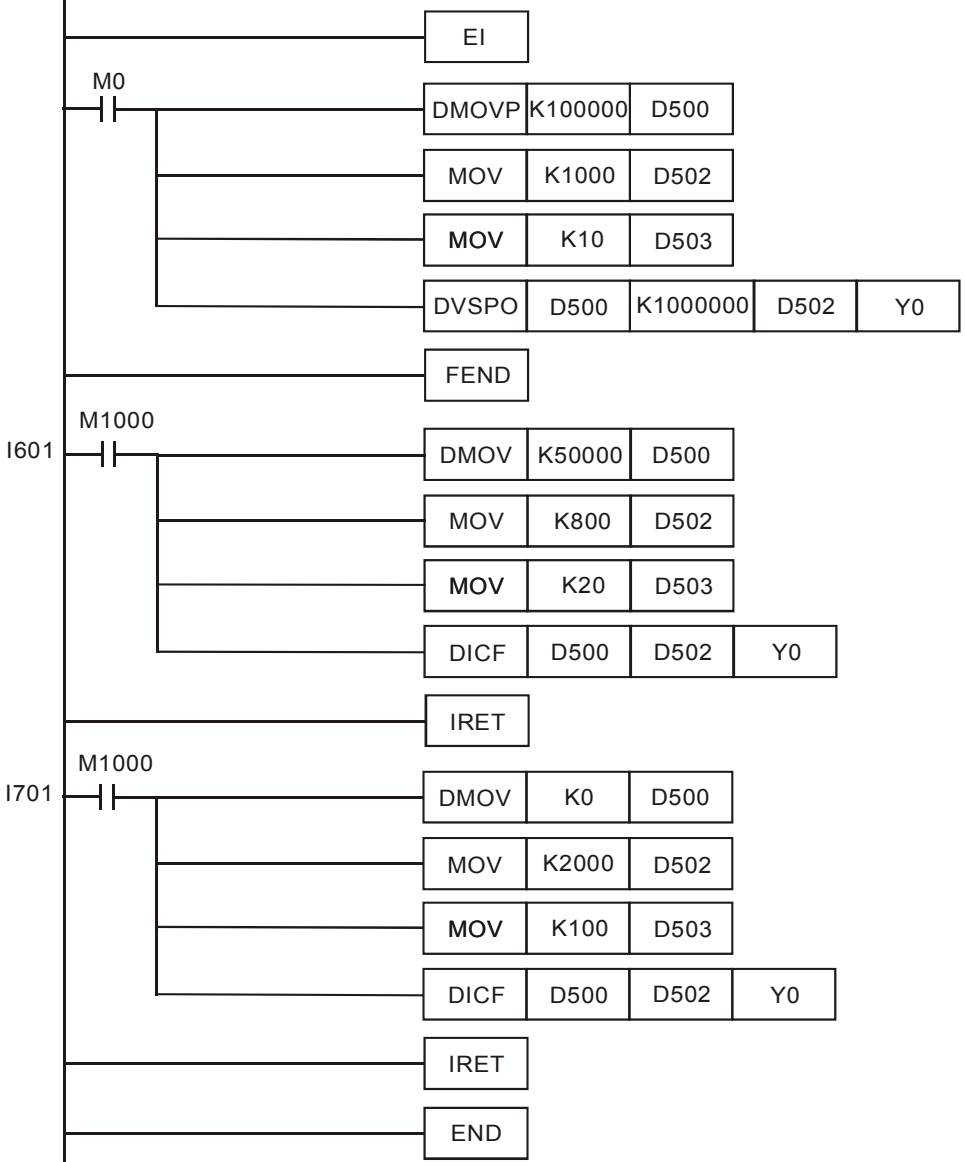 EI
M0
DMOVP K100000 D500
MOV K1000 D502
MOV K10 D503
DVSPO D500 K1000000 D502 Y0
FEND
M1000
I601 DMOV K50000 D500
MOV K800 D502
MOV K20 D503
DICF D500 D502 Y0
IRET
M1000
I701 DMOV K0 D500
MOV K2000 D502
MOV K100 D503
DICF D500 D502 Y0
IRET
END